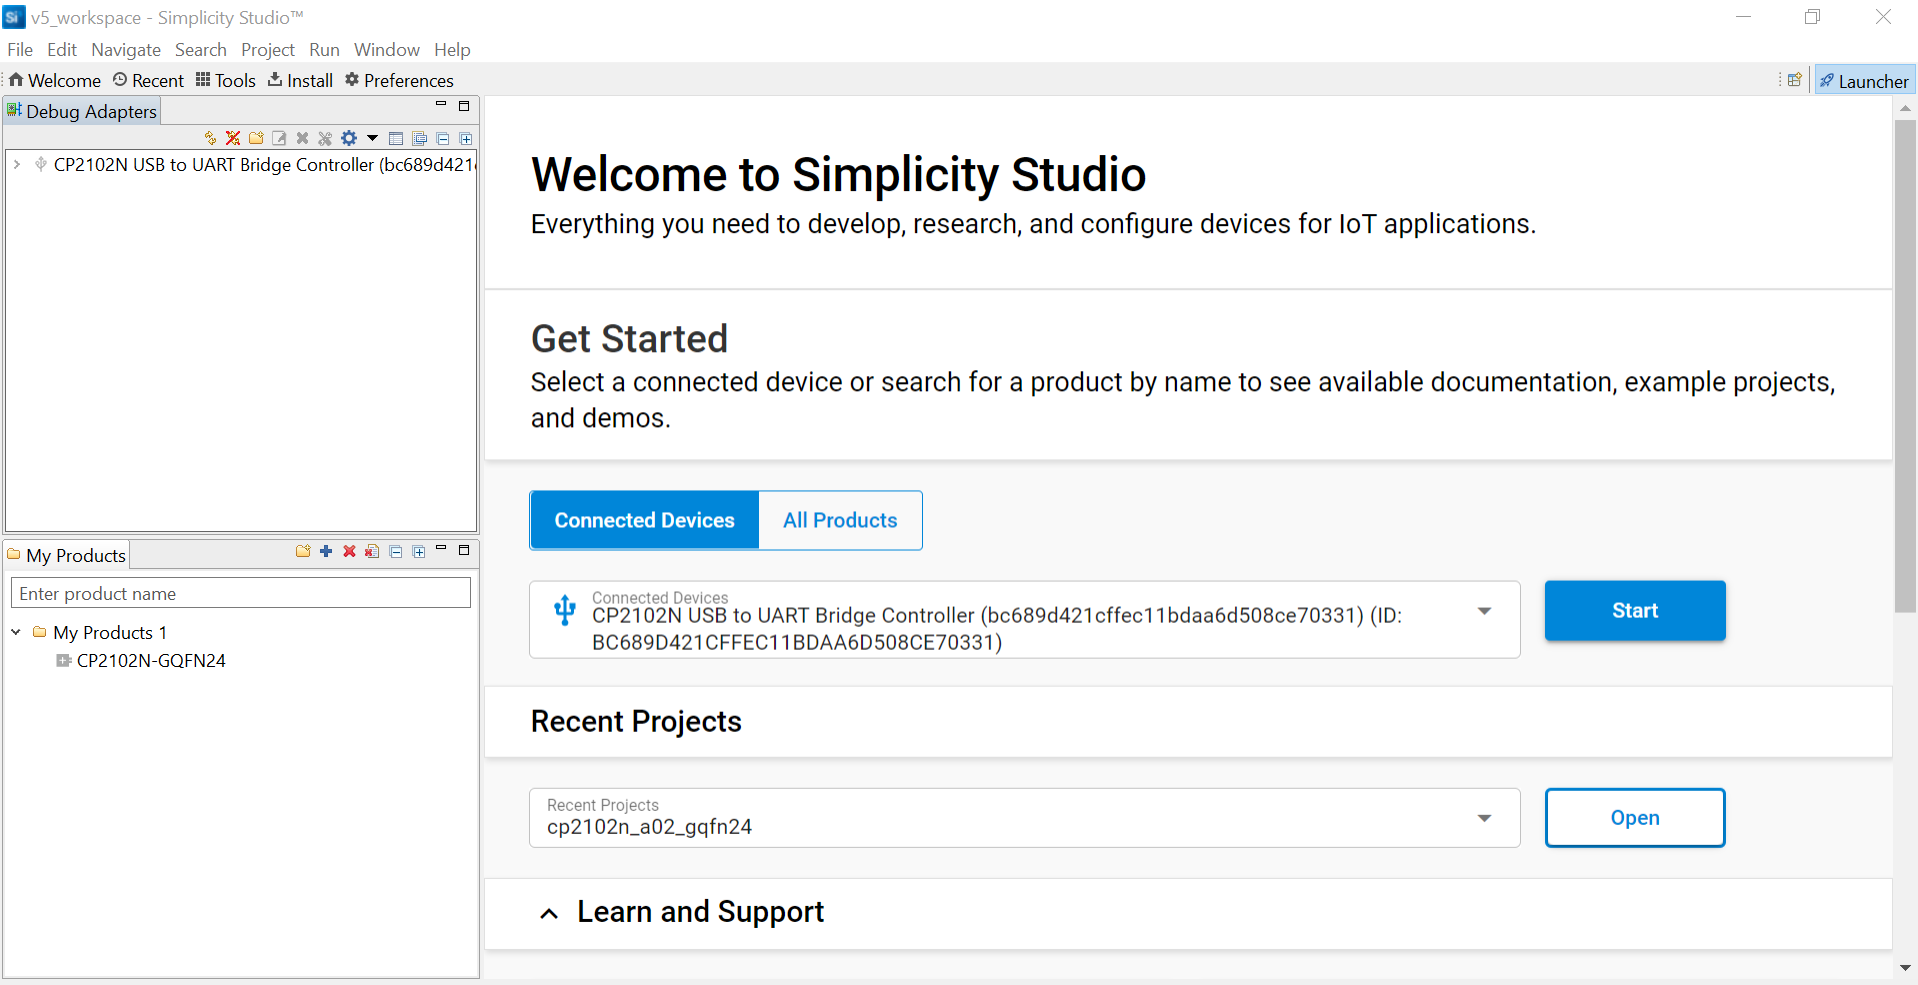 Si v5_workspace - Simplicity Studio™
File Edit Navigate Search Project Run Window Help
Welcome Recent Tools Install Preferences
Launcher
Debug Adapters
CP2102N USB to UART Bridge Controller (bc689d421
My Products
Enter product name
My Products 1
CP2102N-GQFN24
Welcome to Simplicity Studio
Everything you need to develop, research, and configure devices for IoT applications.
Get Started
Select a connected device or search for a product by name to see available documentation, example projects,
and demos.
Connected Devices All Products
Connected Devices
CP2102N USB to UART Bridge Controller (bc689d421cffec11bdaa6d508ce70331) (ID:
BC689D421CFFEC11BDAA6D508CE70331)
Start
Recent Projects
Recent Projects
cp2102n_a02_gqfn24
Open
Learn and Support